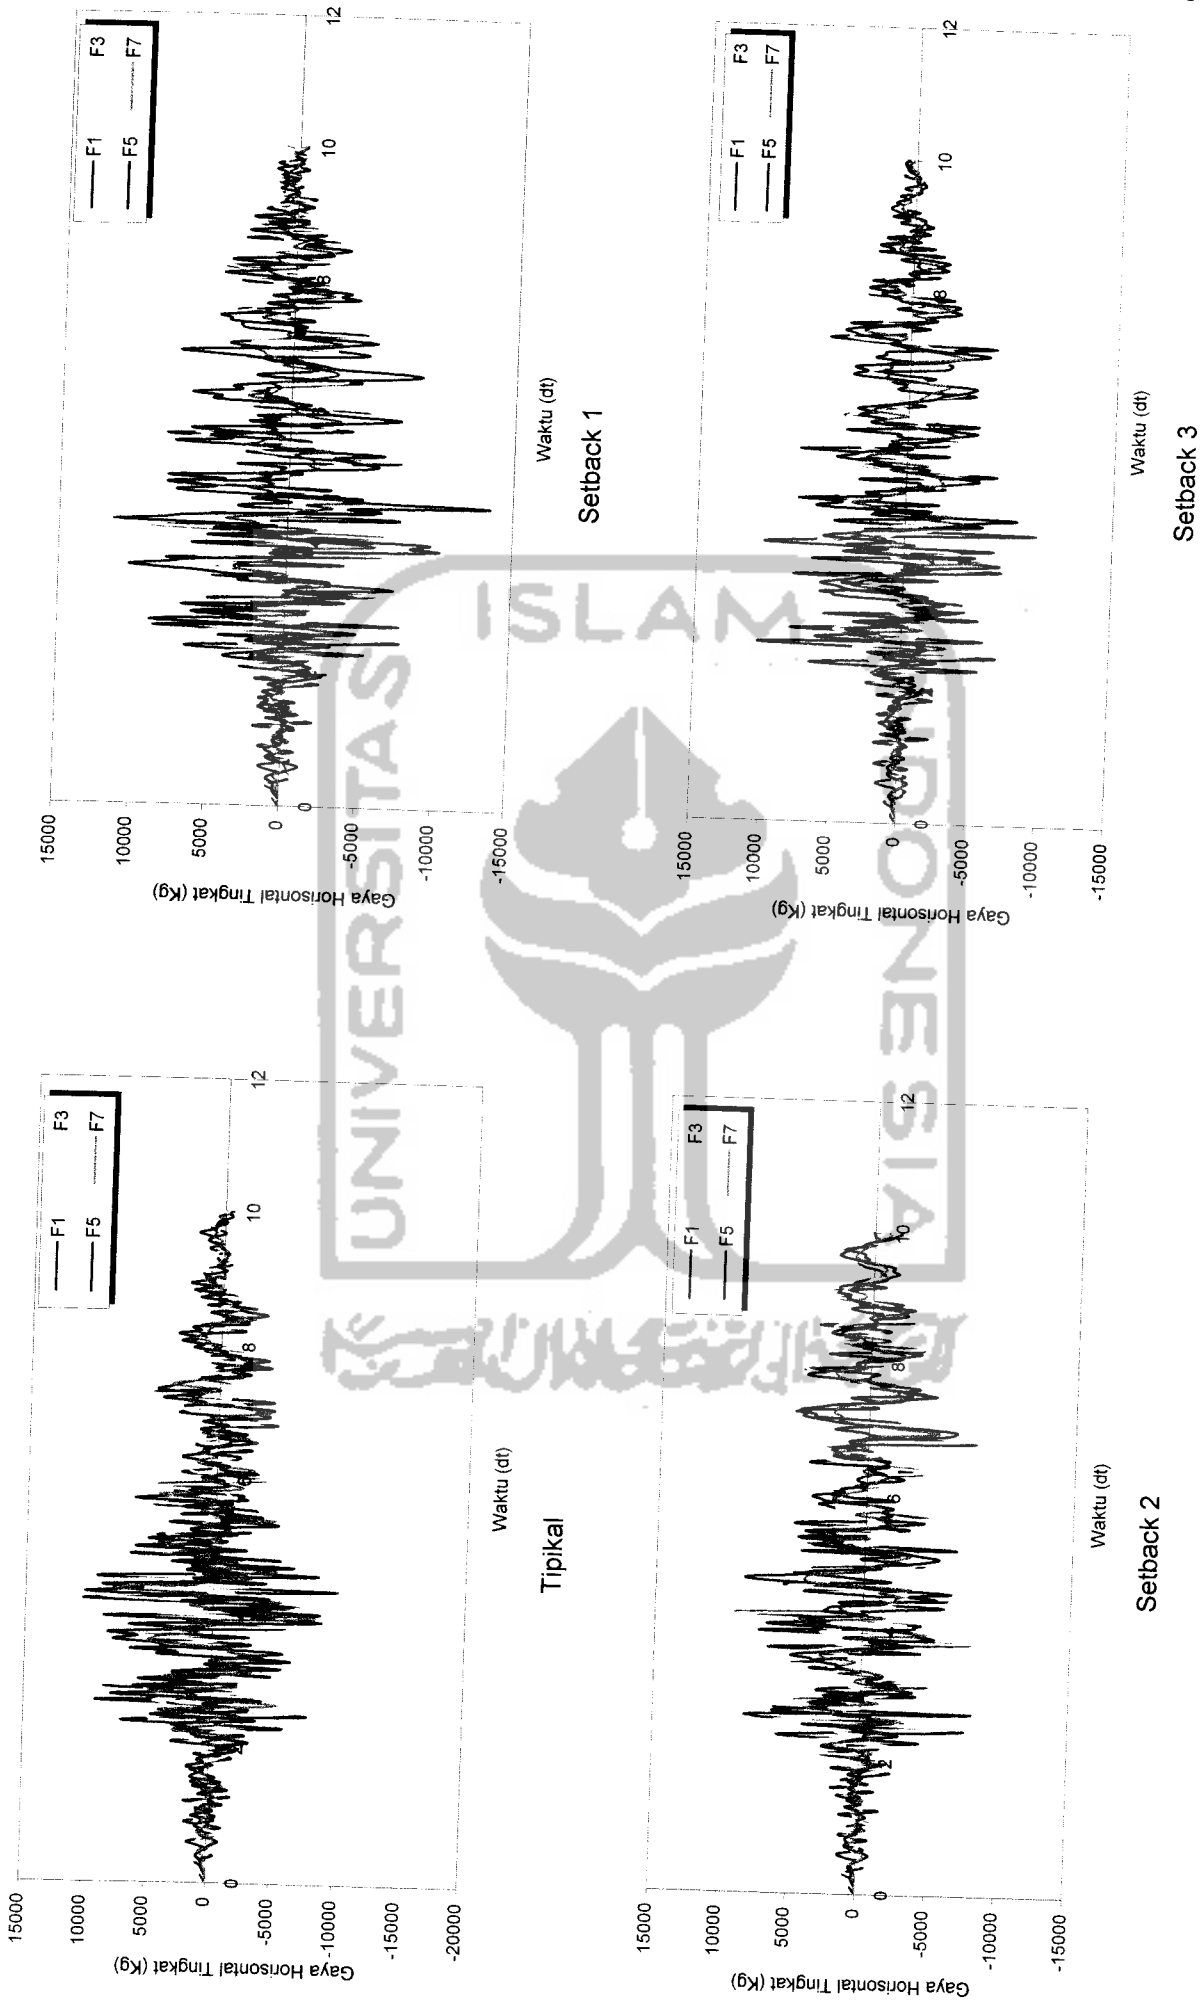 Gaya Horisontal Tingkat (Kg)
15000
10000
5000
0
-5000
-10000
-15000
-20000
0
2
4
6
8
10
12
F1
F3
F5
F7
Waktu (dt)
Tipikal
Gaya Horisontal Tingkat (Kg)
15000
10000
5000
0
-5000
-10000
-15000
0
8
10
12
F1
F3
F5
F7
Waktu (dt)
Setback 1
Gaya Horisontal Tingkat (Kg)
15000
10000
5000
0
-5000
-10000
-15000
0
2
6
8
10
12
F1
F3
F5
F7
Waktu (dt)
Setback 2
Gaya Horisontal Tingkat (Kg)
15000
10000
5000
0
-5000
-10000
-15000
0
8
10
12
F1
F3
F5
F7
Waktu (dt)
Setback 3
UNIVERSITAS
ISLAM
INDONESIA